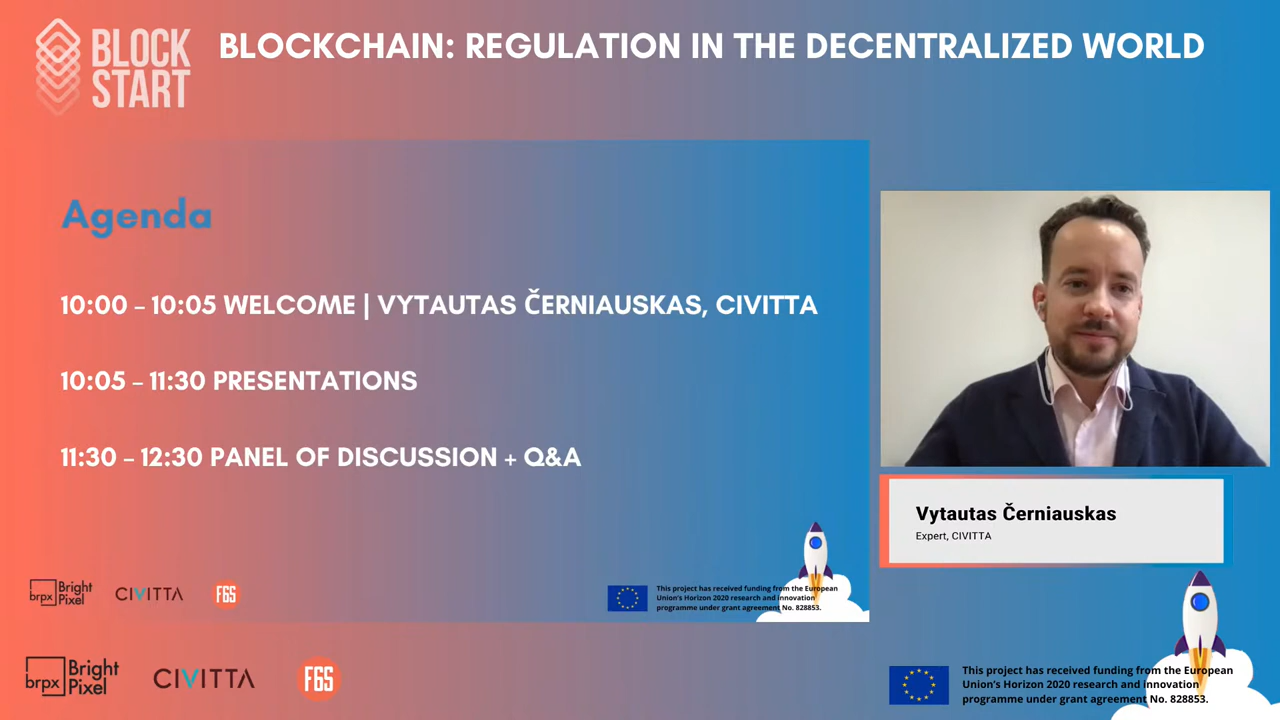 BLOCK
START
BLOCKCHAIN: REGULATION IN THE DECENTRALIZED WORLD
Agenda
10:00 – 10:05 WELCOME | VYTAUTAS ČERNIAUSKAS, CIVITTA
10:05 – 11:30 PRESENTATIONS
11:30 – 12:30 PANEL OF DISCUSSION + Q&A
brpx Bright
Pixel
CIVITTA
F6S
This project has received funding from the European
Union's Horizon 2020 research and innovation
programme under grant agreement No. 828853.
Vytautas Černiauskas
Expert, CIVITTA
brpx Bright
Pixel
CIVITTA
F6S
This project has received funding from the European
Union's Horizon 2020 research and innovation
programme under grant agreement No. 828853.